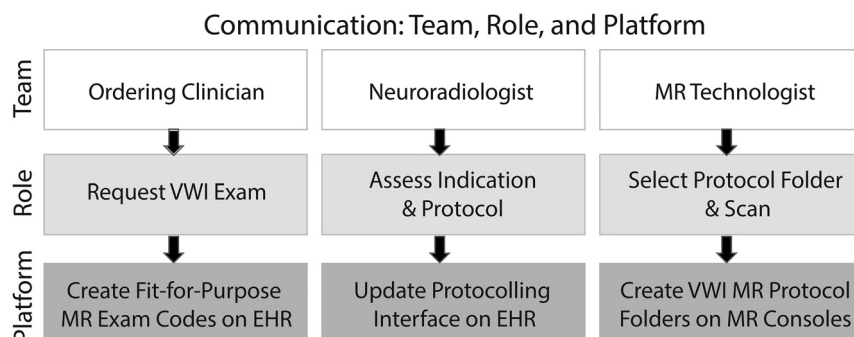 Communication: Team, Role, and Platform
Team
Ordering Clinician
Neuroradiologist
MR Technologist
Role
Request VWI Exam
Assess Indication
& Protocol
Select Protocol Folder
& Scan
Platform
Create Fit-for-Purpose
MR Exam Codes on EHR
Update Protocolling
Interface on EHR
Create VWI MR Protocol
Folders on MR Consoles